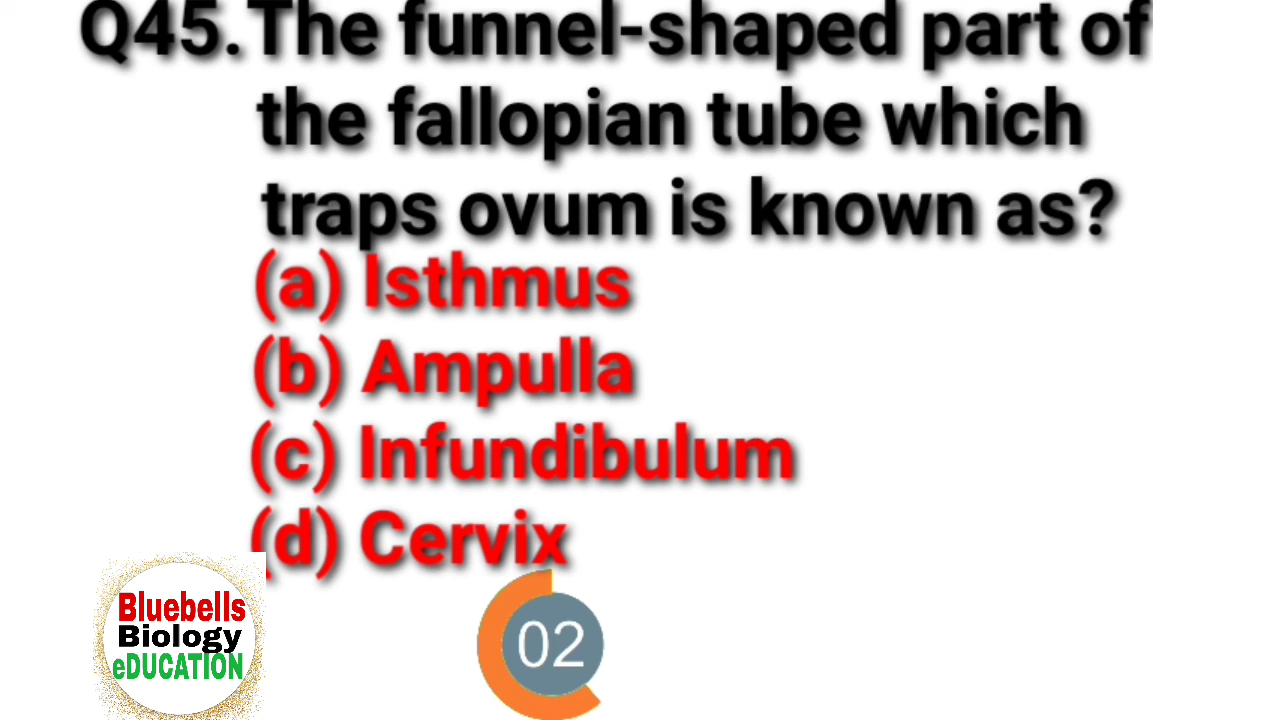 Q45. The funnel-shaped part of
the fallopian tube which
traps ovum is known as?
(a) Isthmus
(b) Ampulla
(c) Infundibulum
(d) Cervix
Bluebells
Biology
eDUCATION
02